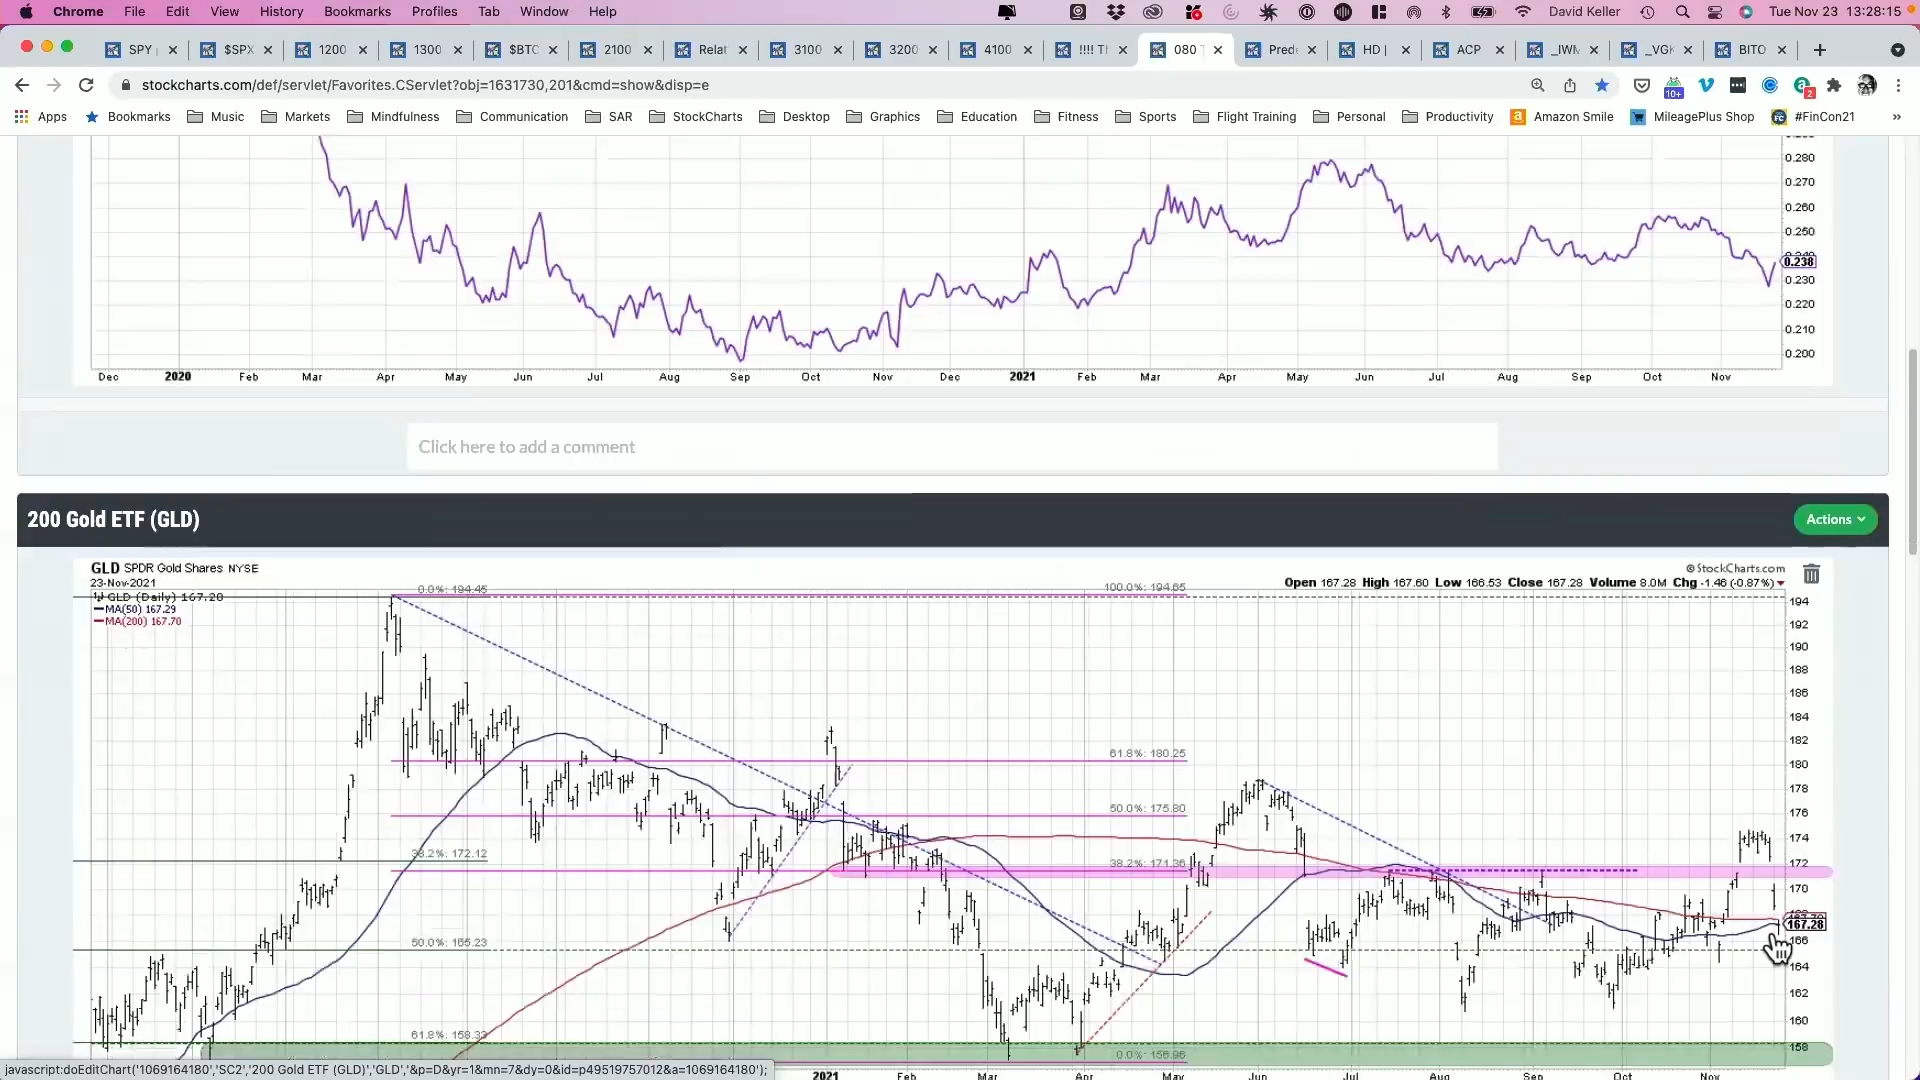 Chrome File Edit View History Bookmarks Profiles Tab Window Help David Keller Tue Nov 23 13:28:15
SPY $SPX 1200 1300 $BTC 2100 Relat 3100 3200 4100 !!!! Th 080 Pred HD | ACP _IWM _VGK BITO
stockcharts.com/def/servlet/Favorites.CServlet?obj=1631730,201&cmd=show&disp=e
10+ 2
Apps Bookmarks Music Markets Mindfulness Communication SAR StockCharts Desktop Graphics Education Fitness Sports Flight Training Personal Productivity Amazon Smile MileagePlus Shop #FinCon21 »
0.280
0.270
0.260
0.250
0.238
0.230
0.220
0.210
0.200
Dec 2020 Feb Mar Apr May Jun Jul Aug Sep Oct Nov Dec 2021 Feb Mar Apr May Jun Jul Aug Sep Oct Nov
Click here to add a comment
200 Gold ETF (GLD)
Actions
GLD SPDR Gold Shares NYSE
© StockCharts.com
23-Nov-2021
Open 167.28 High 167.60 Low 166.53 Close 167.28 Volume 8.0M Chg -1.46 (-0.87%)
GLD (Daily) 167.28
MA(50) 167.29
MA(200) 167.70
0.0%: 194.45
100.0%: 194.65
194
192
190
188
186
184
182
61.8%: 180.25
180
178
50.0%: 175.80
176
174
38.2%: 172.12
38.2%: 171.36
172
170
167.28
50.0%: 165.23
166
164
162
61.8%: 158.33
160
158
0.0%: 156.96
javascript:doEditChart('1069164180','SC2','200 Gold ETF (GLD)','GLD','&p=D&yr=1&mn=7&dy=0&id=p49519757012&a=1069164180');
2021 Feb Mar Apr May Jun Jul Aug Sep Oct Nov